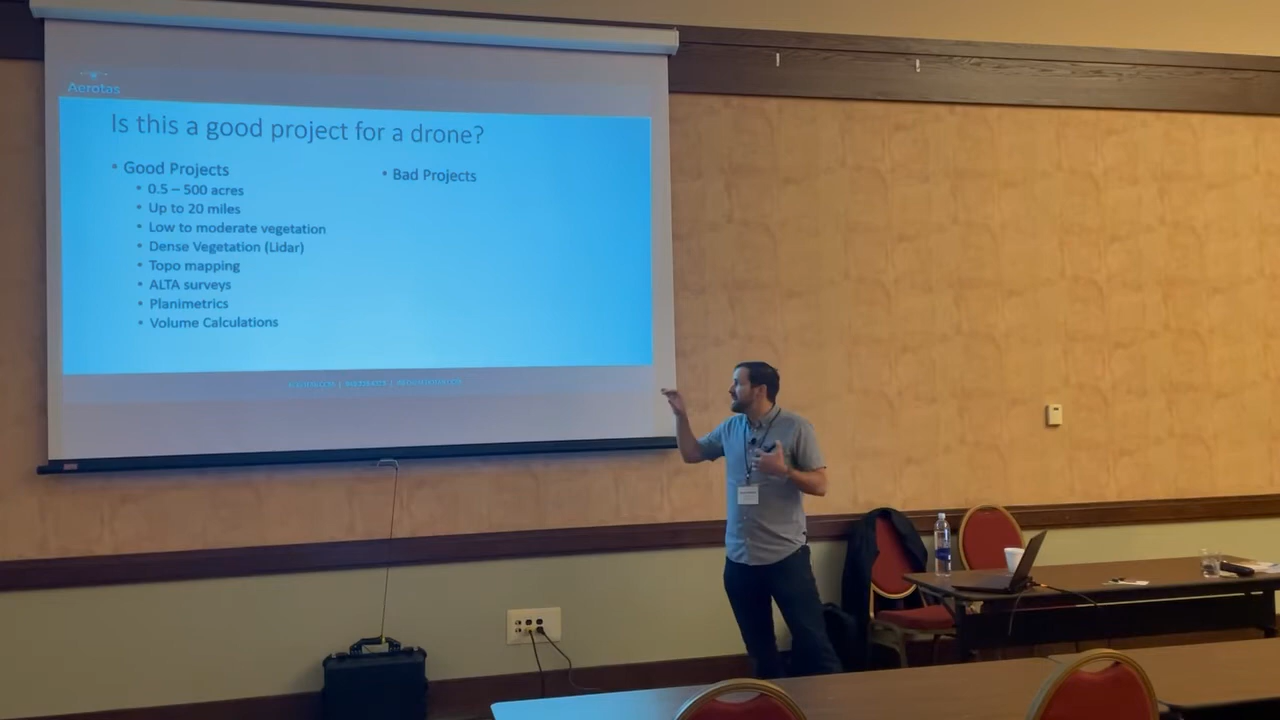 Aerotas
Is this a good project for a drone?
• Good Projects
• 0.5 – 500 acres
• Up to 20 miles
• Low to moderate vegetation
• Dense Vegetation (Lidar)
• Topo mapping
• ALTA surveys
• Planimetrics
• Volume Calculations
• Bad Projects